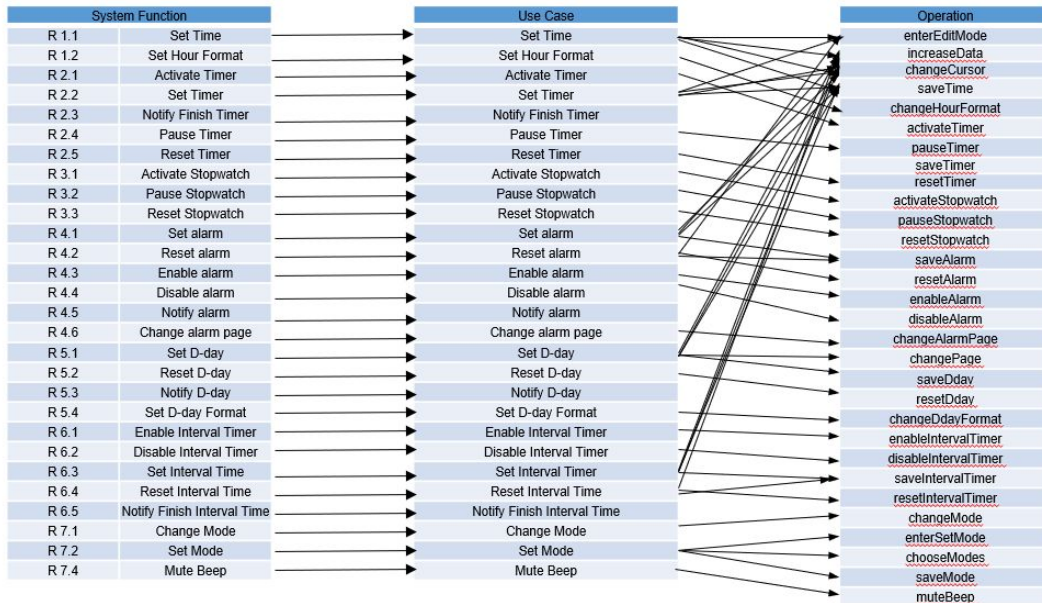 System Function Use Case Operation
R 1.1 Set Time Set Time enterEditMode
R 1.2 Set Hour Format Set Hour Format increaseData
R 2.1 Activate Timer Activate Timer changeCursor
R 2.2 Set Timer Set Timer saveTime
R 2.3 Notify Finish Timer Notify Finish Timer changeHourFormat
R 2.4 Pause Timer Pause Timer activateTimer
R 2.5 Reset Timer Reset Timer pauseTimer
R 3.1 Activate Stopwatch Activate Stopwatch saveTimer
R 3.2 Pause Stopwatch Pause Stopwatch resetTimer
R 3.3 Reset Stopwatch Reset Stopwatch activateStopwatch
R 4.1 Set alarm Set alarm pauseStopwatch
R 4.2 Reset alarm Reset alarm resetStopwatch
R 4.3 Enable alarm Enable alarm saveAlarm
R 4.4 Disable alarm Disable alarm resetAlarm
R 4.5 Notify alarm Notify alarm enableAlarm
R 4.6 Change alarm page Change alarm page disableAlarm
R 5.1 Set D-day Set D-day changeAlarmPage
R 5.2 Reset D-day Reset D-day changePage
R 5.3 Notify D-day Notify D-day saveDday
R 5.4 Set D-day Format Set D-day Format resetDday
R 6.1 Enable Interval Timer Enable Interval Timer changeDdayFormat
R 6.2 Disable Interval Timer Disable Interval Timer enableIntervalTimer
R 6.3 Set Interval Time Set Interval Timer disableIntervalTimer
R 6.4 Reset Interval Time Reset Interval Time saveIntervalTimer
R 6.5 Notify Finish Interval Time Notify Finish Interval Time resetIntervalTimer
R 7.1 Change Mode Change Mode changeMode
R 7.2 Set Mode Set Mode enterSetMode
R 7.4 Mute Beep Mute Beep chooseModes
saveMode
muteBeep